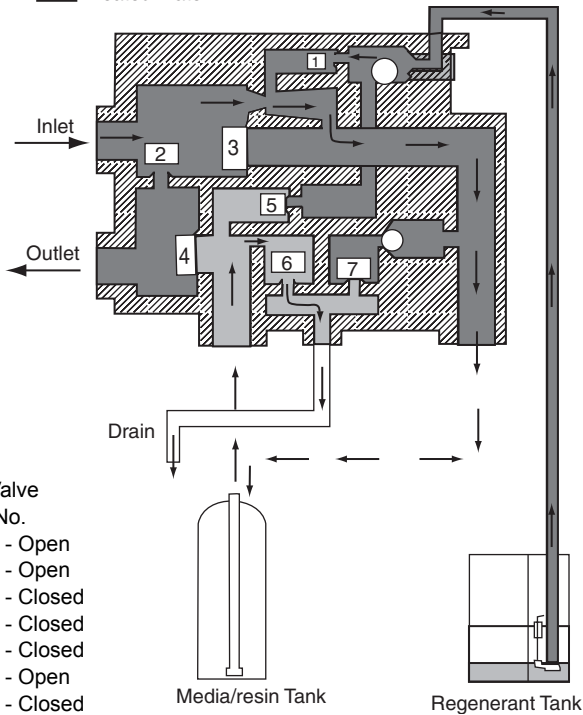 1
Inlet
2
3
5
Outlet
4
6
7
Drain
Valve
No.
- Open
- Open
- Closed
- Closed
- Closed
- Open
- Closed
Media/resin Tank
Regenerant Tank